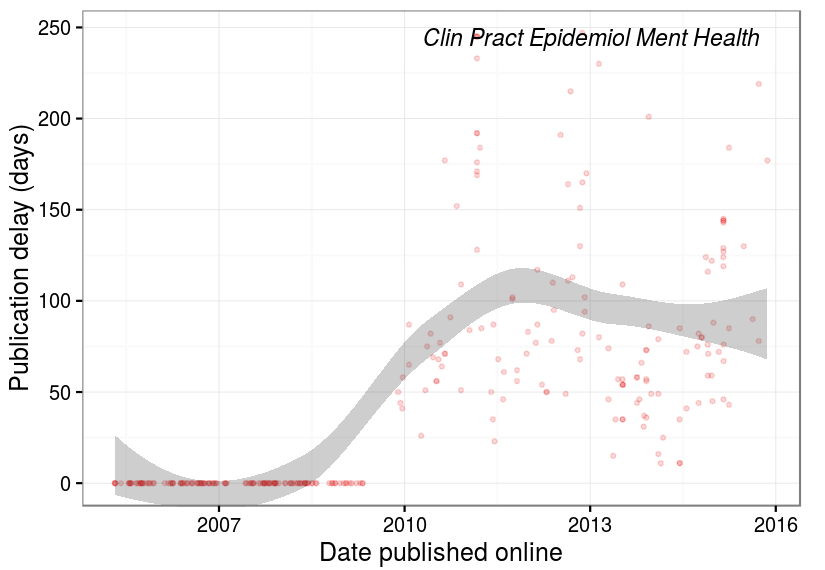 Clin Pract Epidemiol Ment Health
Publication delay (days)
250
200
150
100
50
0
2007 2010 2013 2016
Date published online